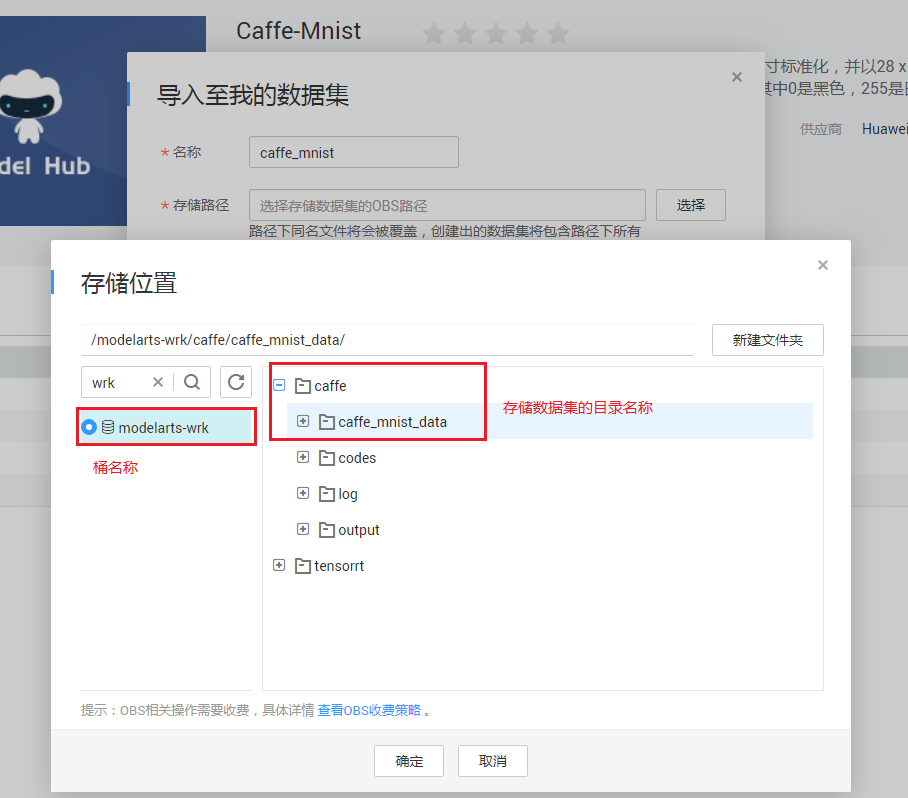 Caffe-Mnist
寸标准化，并以28 x
其中0是黑色，255是
供应商 Huawei
del Hub
导入至我的数据集
* 名称 caffe_mnist
* 存储路径 选择存储数据集的OBS路径 选择
路径下同名文件将会被覆盖，创建出的数据集将包含路径下所有
存储位置
/modelarts-wrk/caffe/caffe_mnist_data/ 新建文件夹
wrk
modelarts-wrk
桶名称
caffe
caffe_mnist_data 存储数据集的目录名称
codes
log
output
tensorrt
提示：OBS相关操作需要收费，具体详情 查看OBS收费策略 。
确定 取消